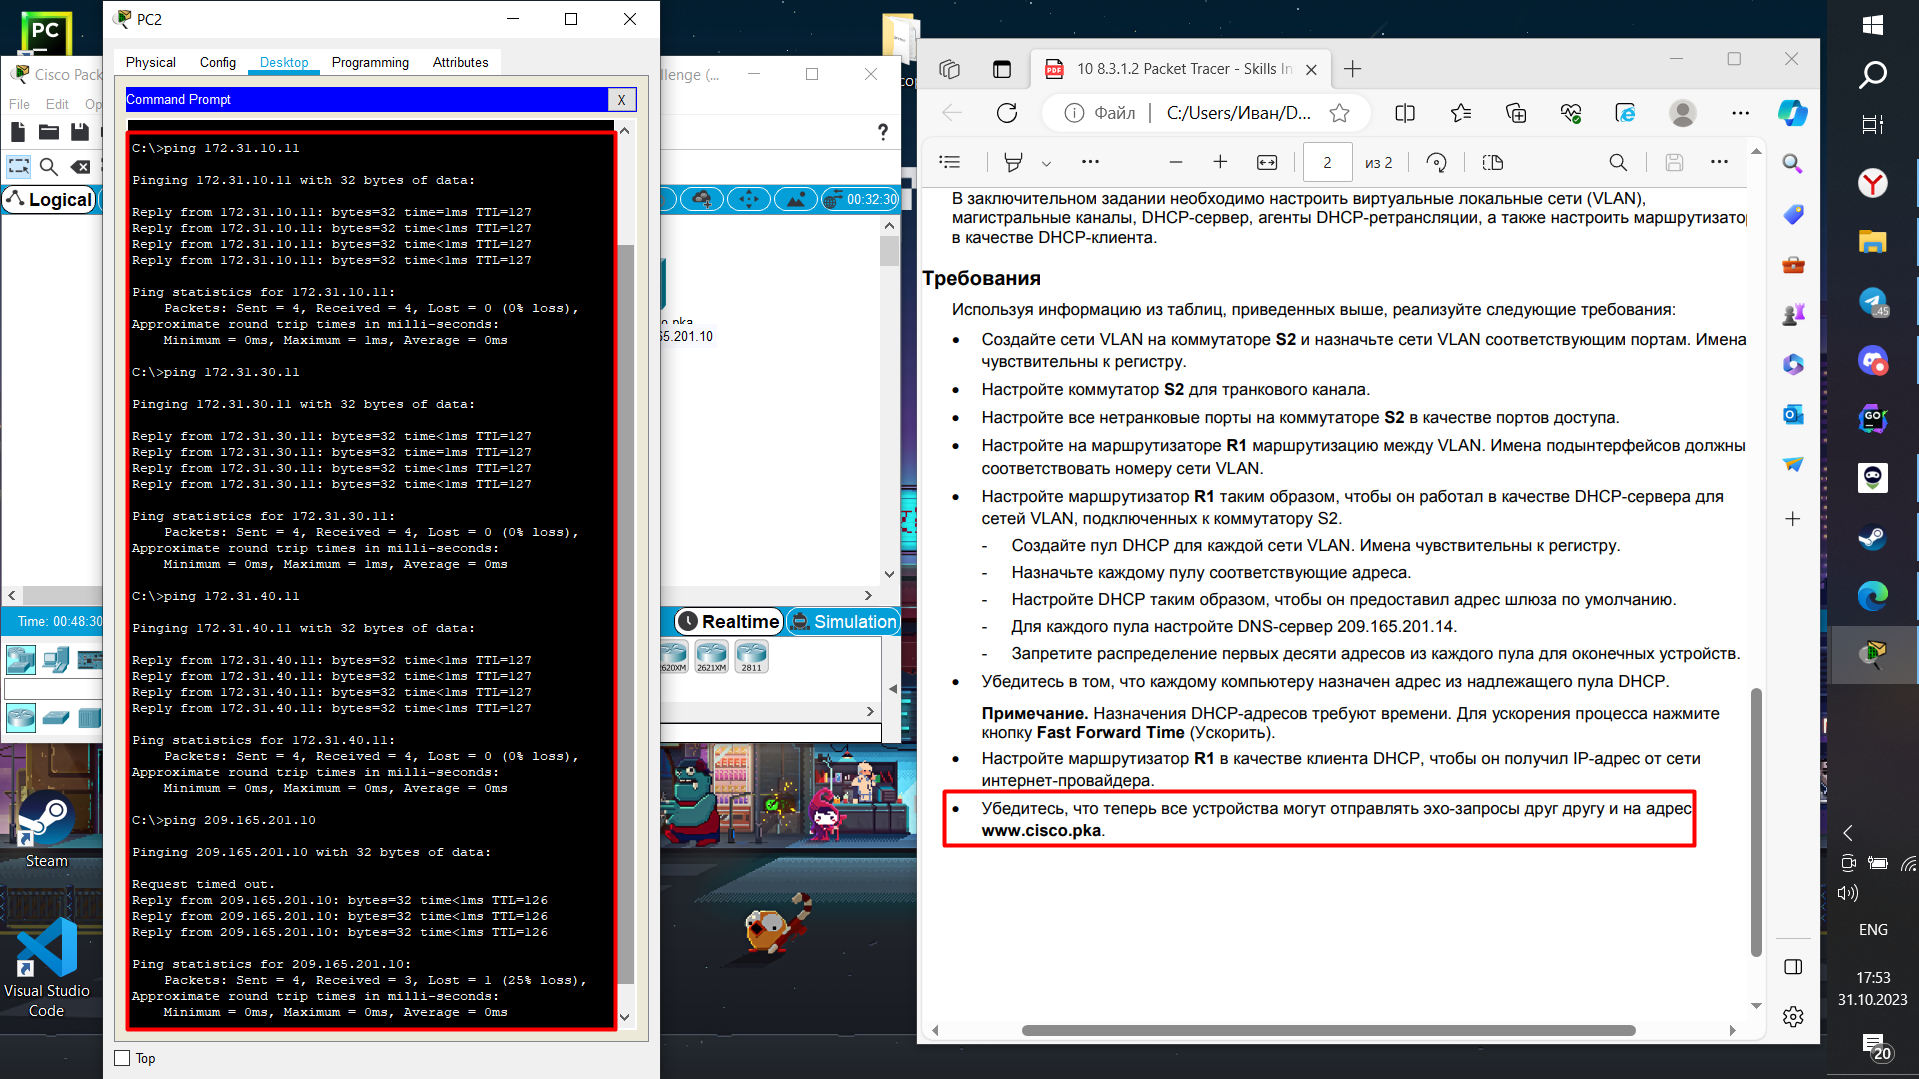 PC
PC2
Physical
Config
Desktop
Programming
Attributes
Command Prompt
X
C:\>ping 172.31.10.11
Pinging 172.31.10.11 with 32 bytes of data:
Reply from 172.31.10.11: bytes=32 time=1ms TTL=127
Reply from 172.31.10.11: bytes=32 time<1ms TTL=127
Reply from 172.31.10.11: bytes=32 time=1ms TTL=127
Reply from 172.31.10.11: bytes=32 time<1ms TTL=127
Ping statistics for 172.31.10.11:
Packets: Sent = 4, Received = 4, Lost = 0 (0% loss),
Approximate round trip times in milli-seconds:
Minimum = 0ms, Maximum = 1ms, Average = 0ms
C:\>ping 172.31.30.11
Pinging 172.31.30.11 with 32 bytes of data:
Reply from 172.31.30.11: bytes=32 time<1ms TTL=127
Reply from 172.31.30.11: bytes=32 time=1ms TTL=127
Reply from 172.31.30.11: bytes=32 time<1ms TTL=127
Reply from 172.31.30.11: bytes=32 time<1ms TTL=127
Ping statistics for 172.31.30.11:
Packets: Sent = 4, Received = 4, Lost = 0 (0% loss),
Approximate round trip times in milli-seconds:
Minimum = 0ms, Maximum = 1ms, Average = 0ms
C:\>ping 172.31.40.11
Pinging 172.31.40.11 with 32 bytes of data:
Reply from 172.31.40.11: bytes=32 time<1ms TTL=127
Reply from 172.31.40.11: bytes=32 time<1ms TTL=127
Reply from 172.31.40.11: bytes=32 time<1ms TTL=127
Reply from 172.31.40.11: bytes=32 time<1ms TTL=127
Ping statistics for 172.31.40.11:
Packets: Sent = 4, Received = 4, Lost = 0 (0% loss),
Approximate round trip times in milli-seconds:
Minimum = 0ms, Maximum = 0ms, Average = 0ms
C:\>ping 209.165.201.10
Pinging 209.165.201.10 with 32 bytes of data:
Request timed out.
Reply from 209.165.201.10: bytes=32 time<1ms TTL=126
Reply from 209.165.201.10: bytes=32 time<1ms TTL=126
Reply from 209.165.201.10: bytes=32 time<1ms TTL=126
Ping statistics for 209.165.201.10:
Packets: Sent = 4, Received = 3, Lost = 1 (25% loss),
Approximate round trip times in milli-seconds:
Minimum = 0ms, Maximum = 0ms, Average = 0ms
Top
Cisco Pack
File Edit Op
Logical
Time: 00:48:30
Steam
Visual Studio
Code
llenge (...
?
00:32:30
o.pka
65.201.10
Realtime
Simulation
2620XM
2621XM
2811
10 8.3.1.2 Packet Tracer - Skills In
PDF
Файл
C:/Users/Иван/D...
2
из 2
В заключительном задании необходимо настроить виртуальные локальные сети (VLAN),
магистральные каналы, DHCP-сервер, агенты DHCP-ретрансляции, а также настроить маршрутизато
в качестве DHCP-клиента.
Требования
Используя информацию из таблиц, приведенных выше, реализуйте следующие требования:
• Создайте сети VLAN на коммутаторе S2 и назначьте сети VLAN соответствующим портам. Имена
чувствительны к регистру.
• Настройте коммутатор S2 для транкового канала.
• Настройте все нетранковые порты на коммутаторе S2 в качестве портов доступа.
• Настройте на маршрутизаторе R1 маршрутизацию между VLAN. Имена подынтерфейсов должны
соответствовать номеру сети VLAN.
• Настройте маршрутизатор R1 таким образом, чтобы он работал в качестве DHCP-сервера для
сетей VLAN, подключенных к коммутатору S2.
- Создайте пул DHCP для каждой сети VLAN. Имена чувствительны к регистру.
- Назначьте каждому пулу соответствующие адреса.
- Настройте DHCP таким образом, чтобы он предоставил адрес шлюза по умолчанию.
- Для каждого пула настройте DNS-сервер 209.165.201.14.
- Запретите распределение первых десяти адресов из каждого пула для оконечных устройств.
• Убедитесь в том, что каждому компьютеру назначен адрес из надлежащего пула DHCP.
Примечание. Назначения DHCP-адресов требуют времени. Для ускорения процесса нажмите
кнопку Fast Forward Time (Ускорить).
• Настройте маршрутизатор R1 в качестве клиента DHCP, чтобы он получил IP-адрес от сети
интернет-провайдера.
• Убедитесь, что теперь все устройства могут отправлять эхо-запросы друг другу и на адрес
www.cisco.pka.
45
GO
ENG
17:53
31.10.2023
20